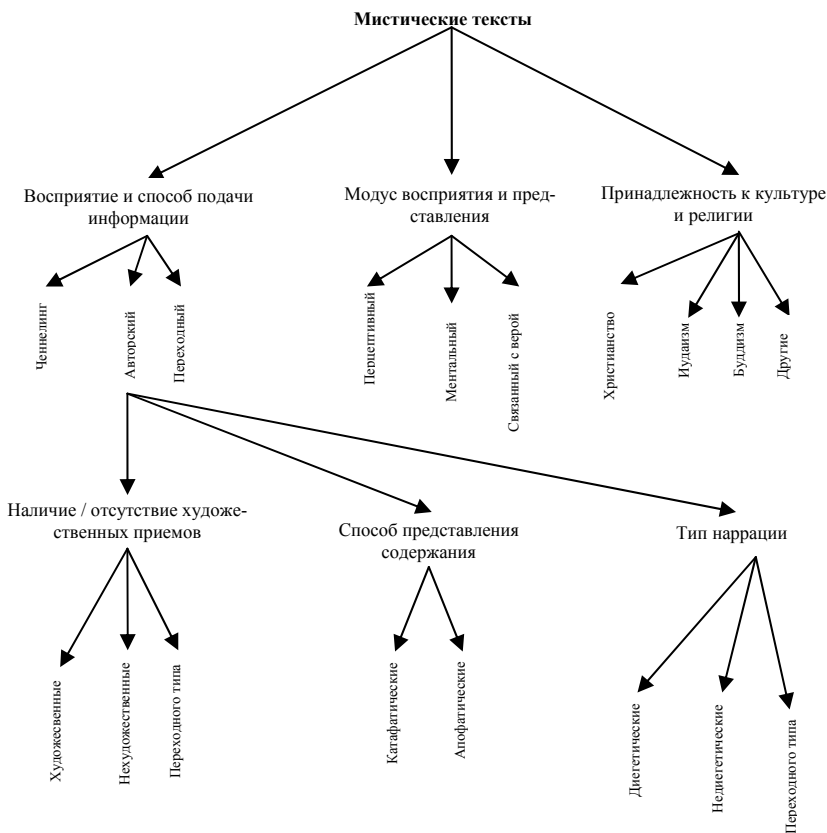 Мистические тексты
Восприятие и способ подачи
информации
Модус восприятия и пред-
ставления
Принадлежность к культуре
и религии
Ченнелинг
Авторский
Переходный
Перцептивный
Ментальный
Связанный с верой
Христианство
Иудаизм
Буддизм
Другие
Наличие / отсутствие художе-
ственных приемов
Способ представления
содержания
Тип наррации
Художесвенные
Нехудожественные
Переходного типа
Катафатические
Апофатические
Диегетические
Недиегетические
Переходного типа